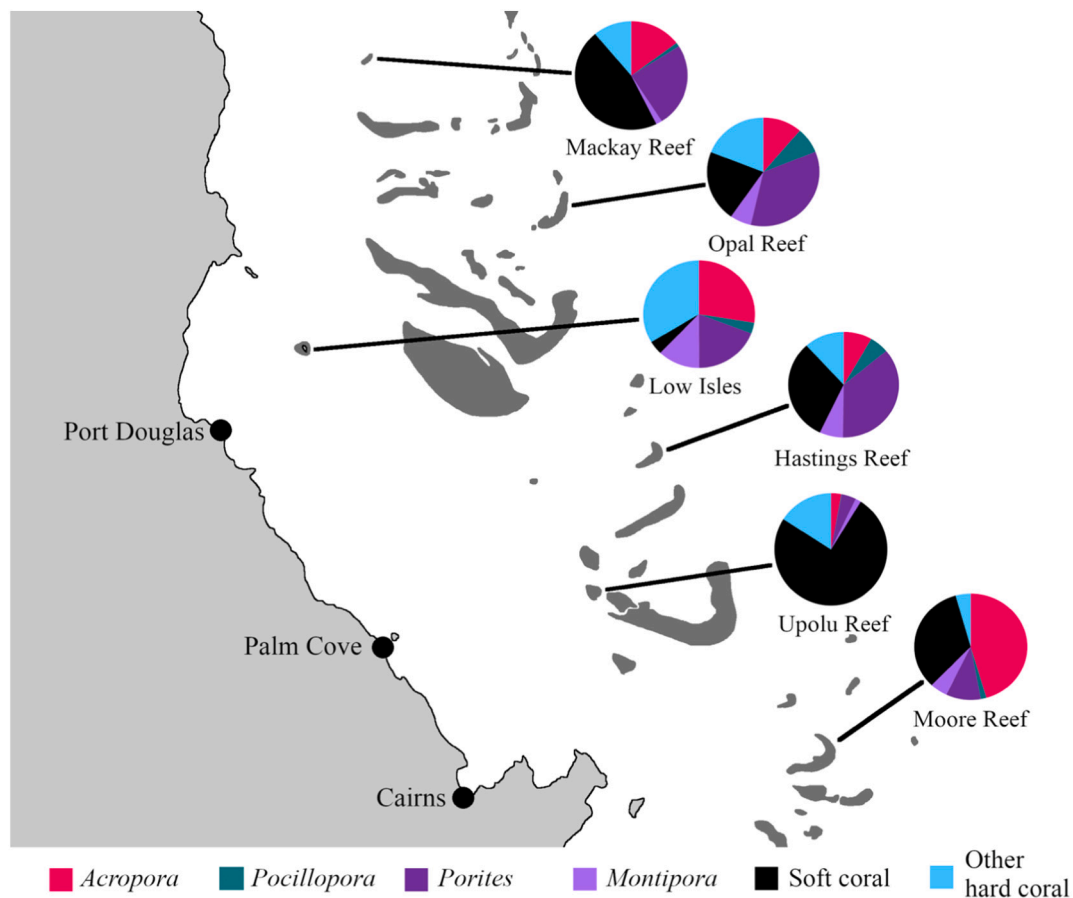 Mackay Reef
Opal Reef
Low Isles
Port Douglas
Hastings Reef
Upolu Reef
Palm Cove
Moore Reef
Cairns
Acropora
Pocillopora
Porites
Montipora
Soft coral
Other
hard coral